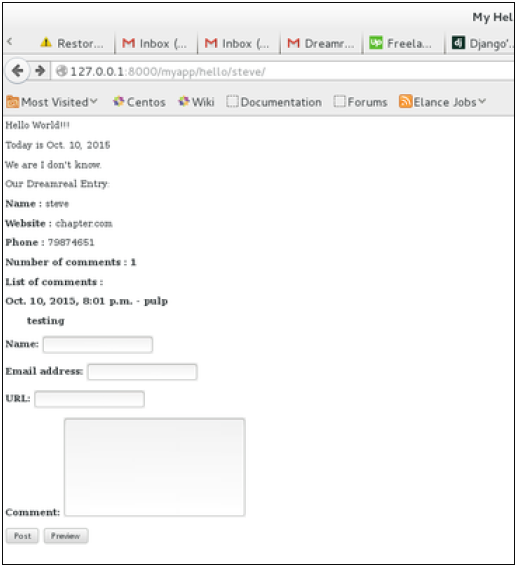 My Hel
Restor... Inbox (... Inbox (... Dreamr... Up Freela... dj Django'..
127.0.0.1:8000/myapp/hello/steve/
Most Visited Centos Wiki Documentation Forums Elance Jobs
Hello World!!!
Today is Oct. 10, 2015
We are I don't know.
Our Dreamreal Entry:
Name : steve
Website : chapter.com
Phone : 79874651
Number of comments : 1
List of comments :
Oct. 10, 2015, 8:01 p.m. - pulp
testing
Name:
Email address:
URL:
Comment:
Post Preview